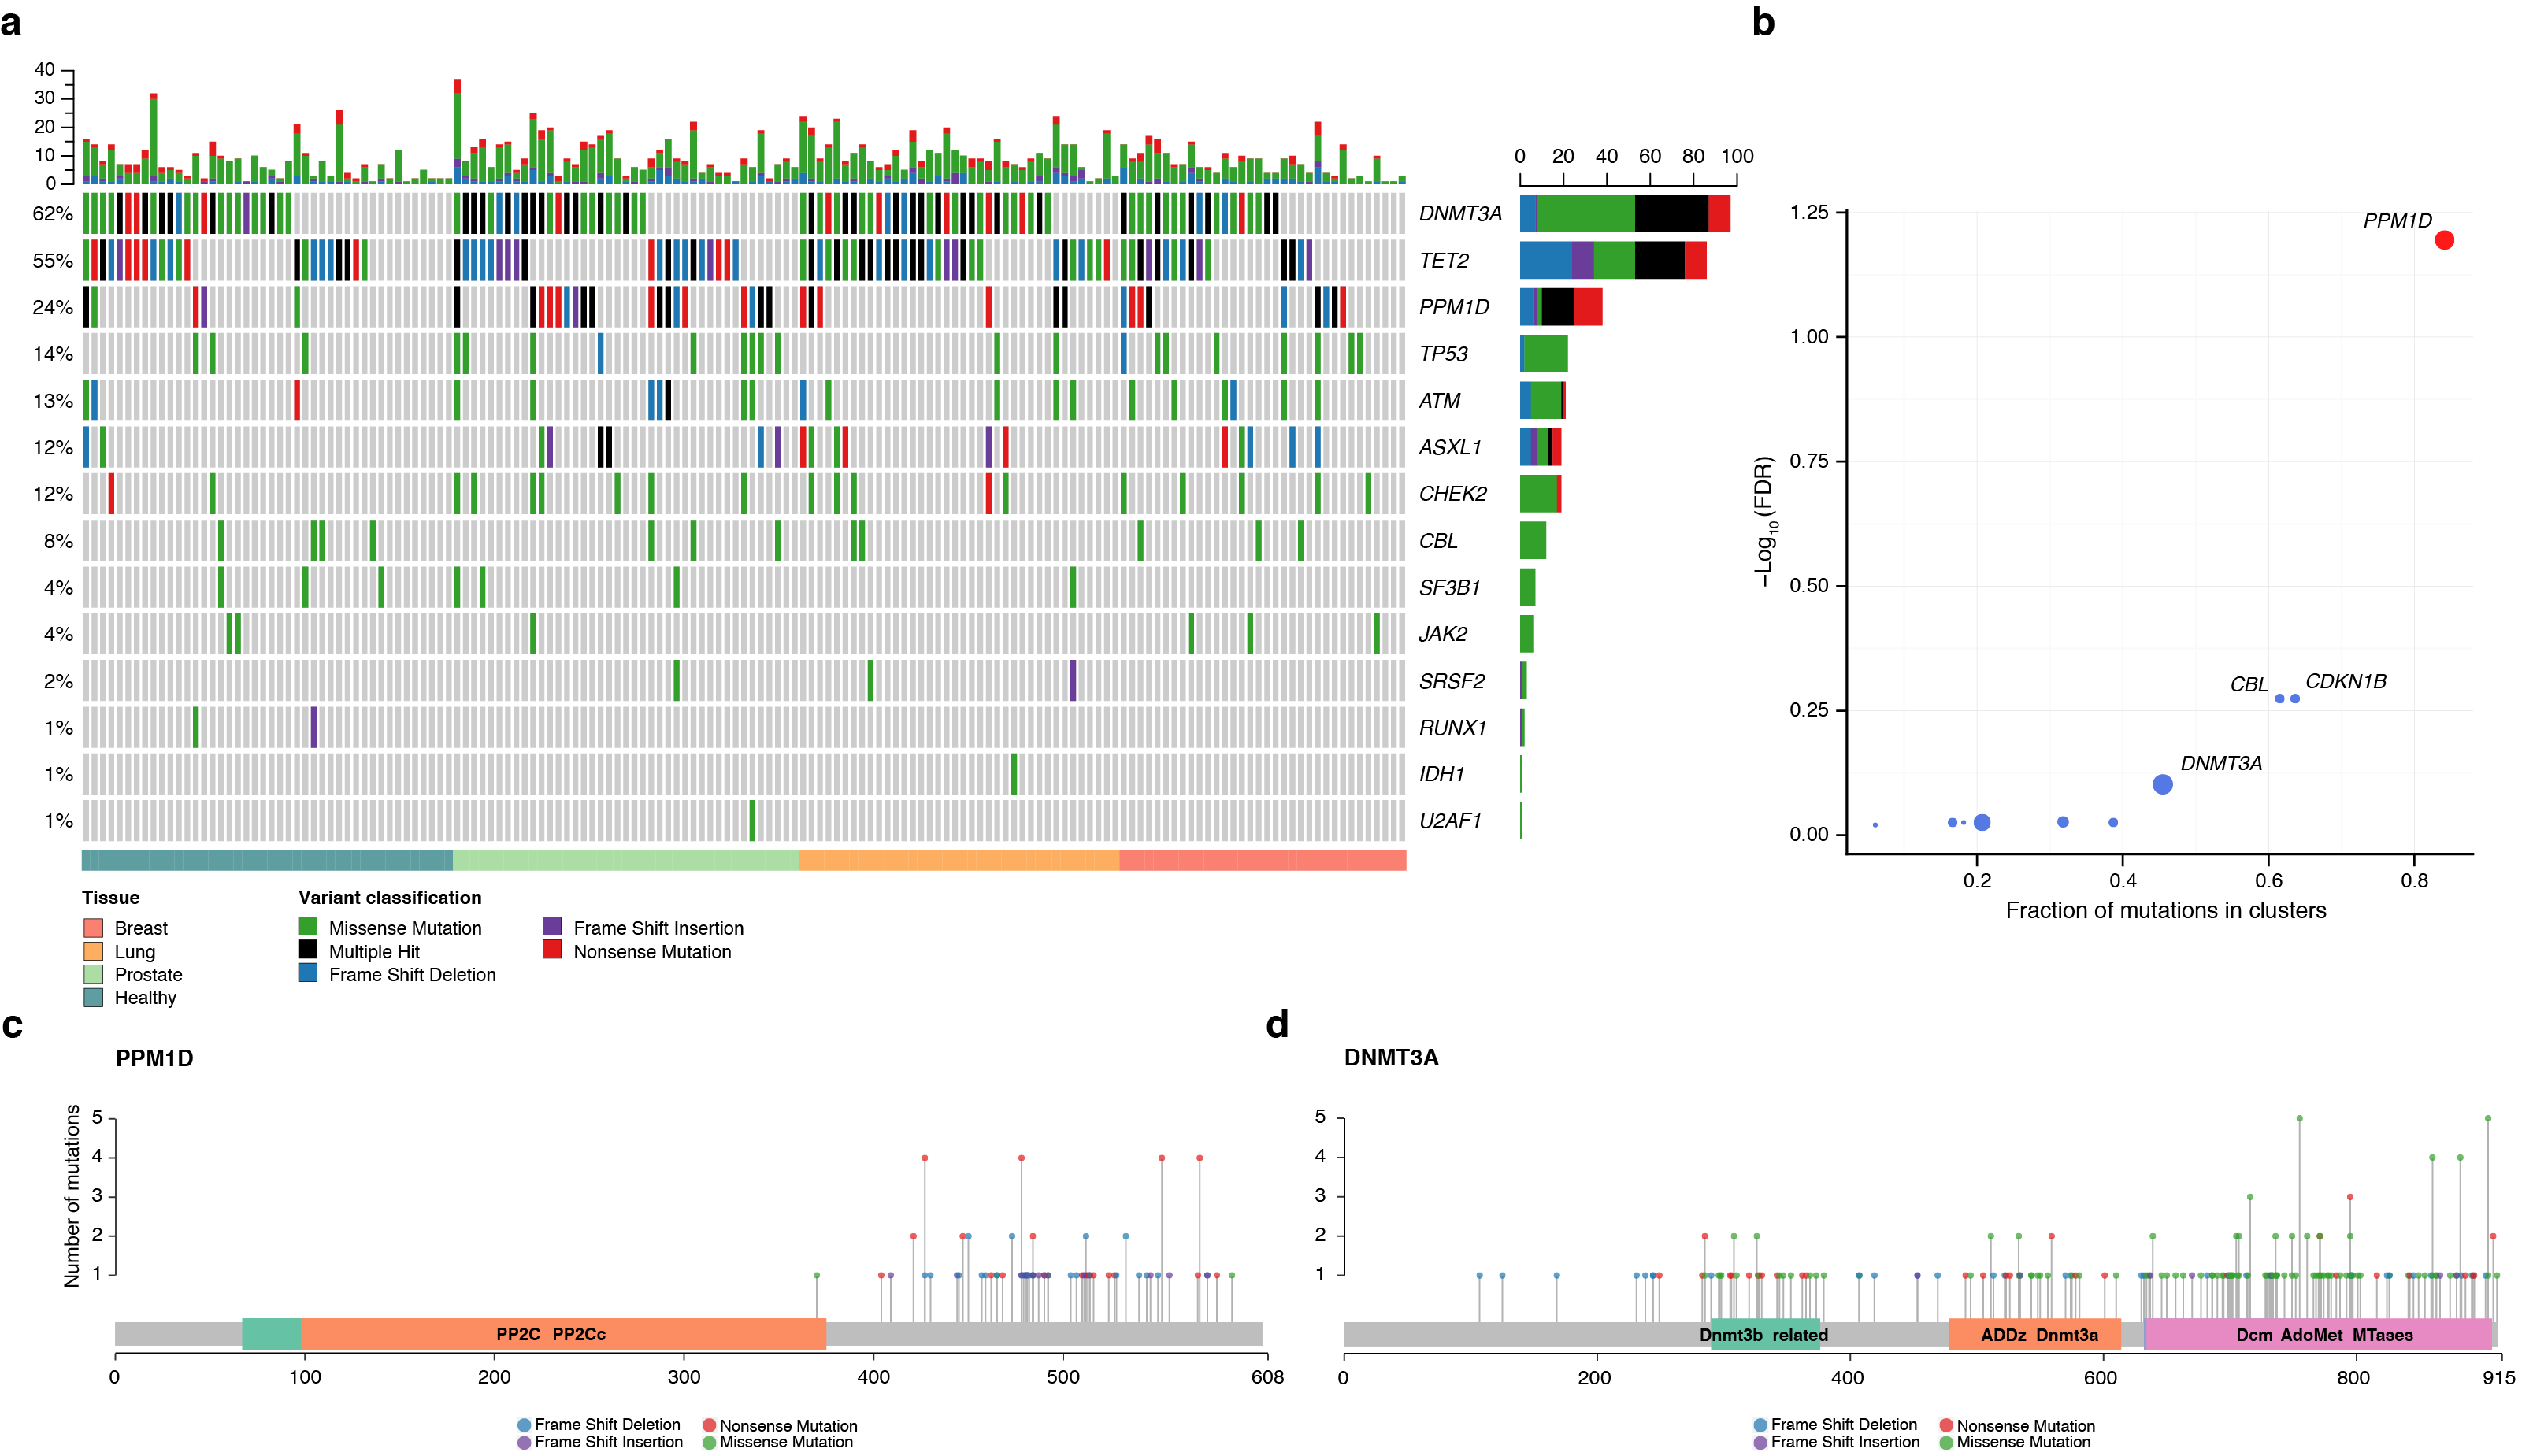 a
40
30
20
10
0
0 20 40 60 80 100
62% DNMT3A
55% TET2
24% PPM1D
14% TP53
13% ATM
12% ASXL1
12% CHEK2
8% CBL
4% SF3B1
4% JAK2
2% SRSF2
1% RUNX1
1% IDH1
1% U2AF1
Tissue
Breast
Lung
Prostate
Healthy
Variant classification
Missense Mutation
Multiple Hit
Frame Shift Deletion
Frame Shift Insertion
Nonsense Mutation
b
−Log10 (FDR)
1.25
1.00
0.75
0.50
0.25
0.00
PPM1D
CBL CDKN1B
DNMT3A
0.2 0.4 0.6 0.8
Fraction of mutations in clusters
c
PPM1D
Number of mutations
5
4
3
2
1
PP2C PP2Cc
0 100 200 300 400 500 608
Frame Shift Deletion Nonsense Mutation
Frame Shift Insertion Missense Mutation
d
DNMT3A
5
4
3
2
1
Dnmt3b_related ADDz_Dnmt3a Dcm AdoMet_MTases
0 200 400 600 800 915
Frame Shift Deletion Nonsense Mutation
Frame Shift Insertion Missense Mutation